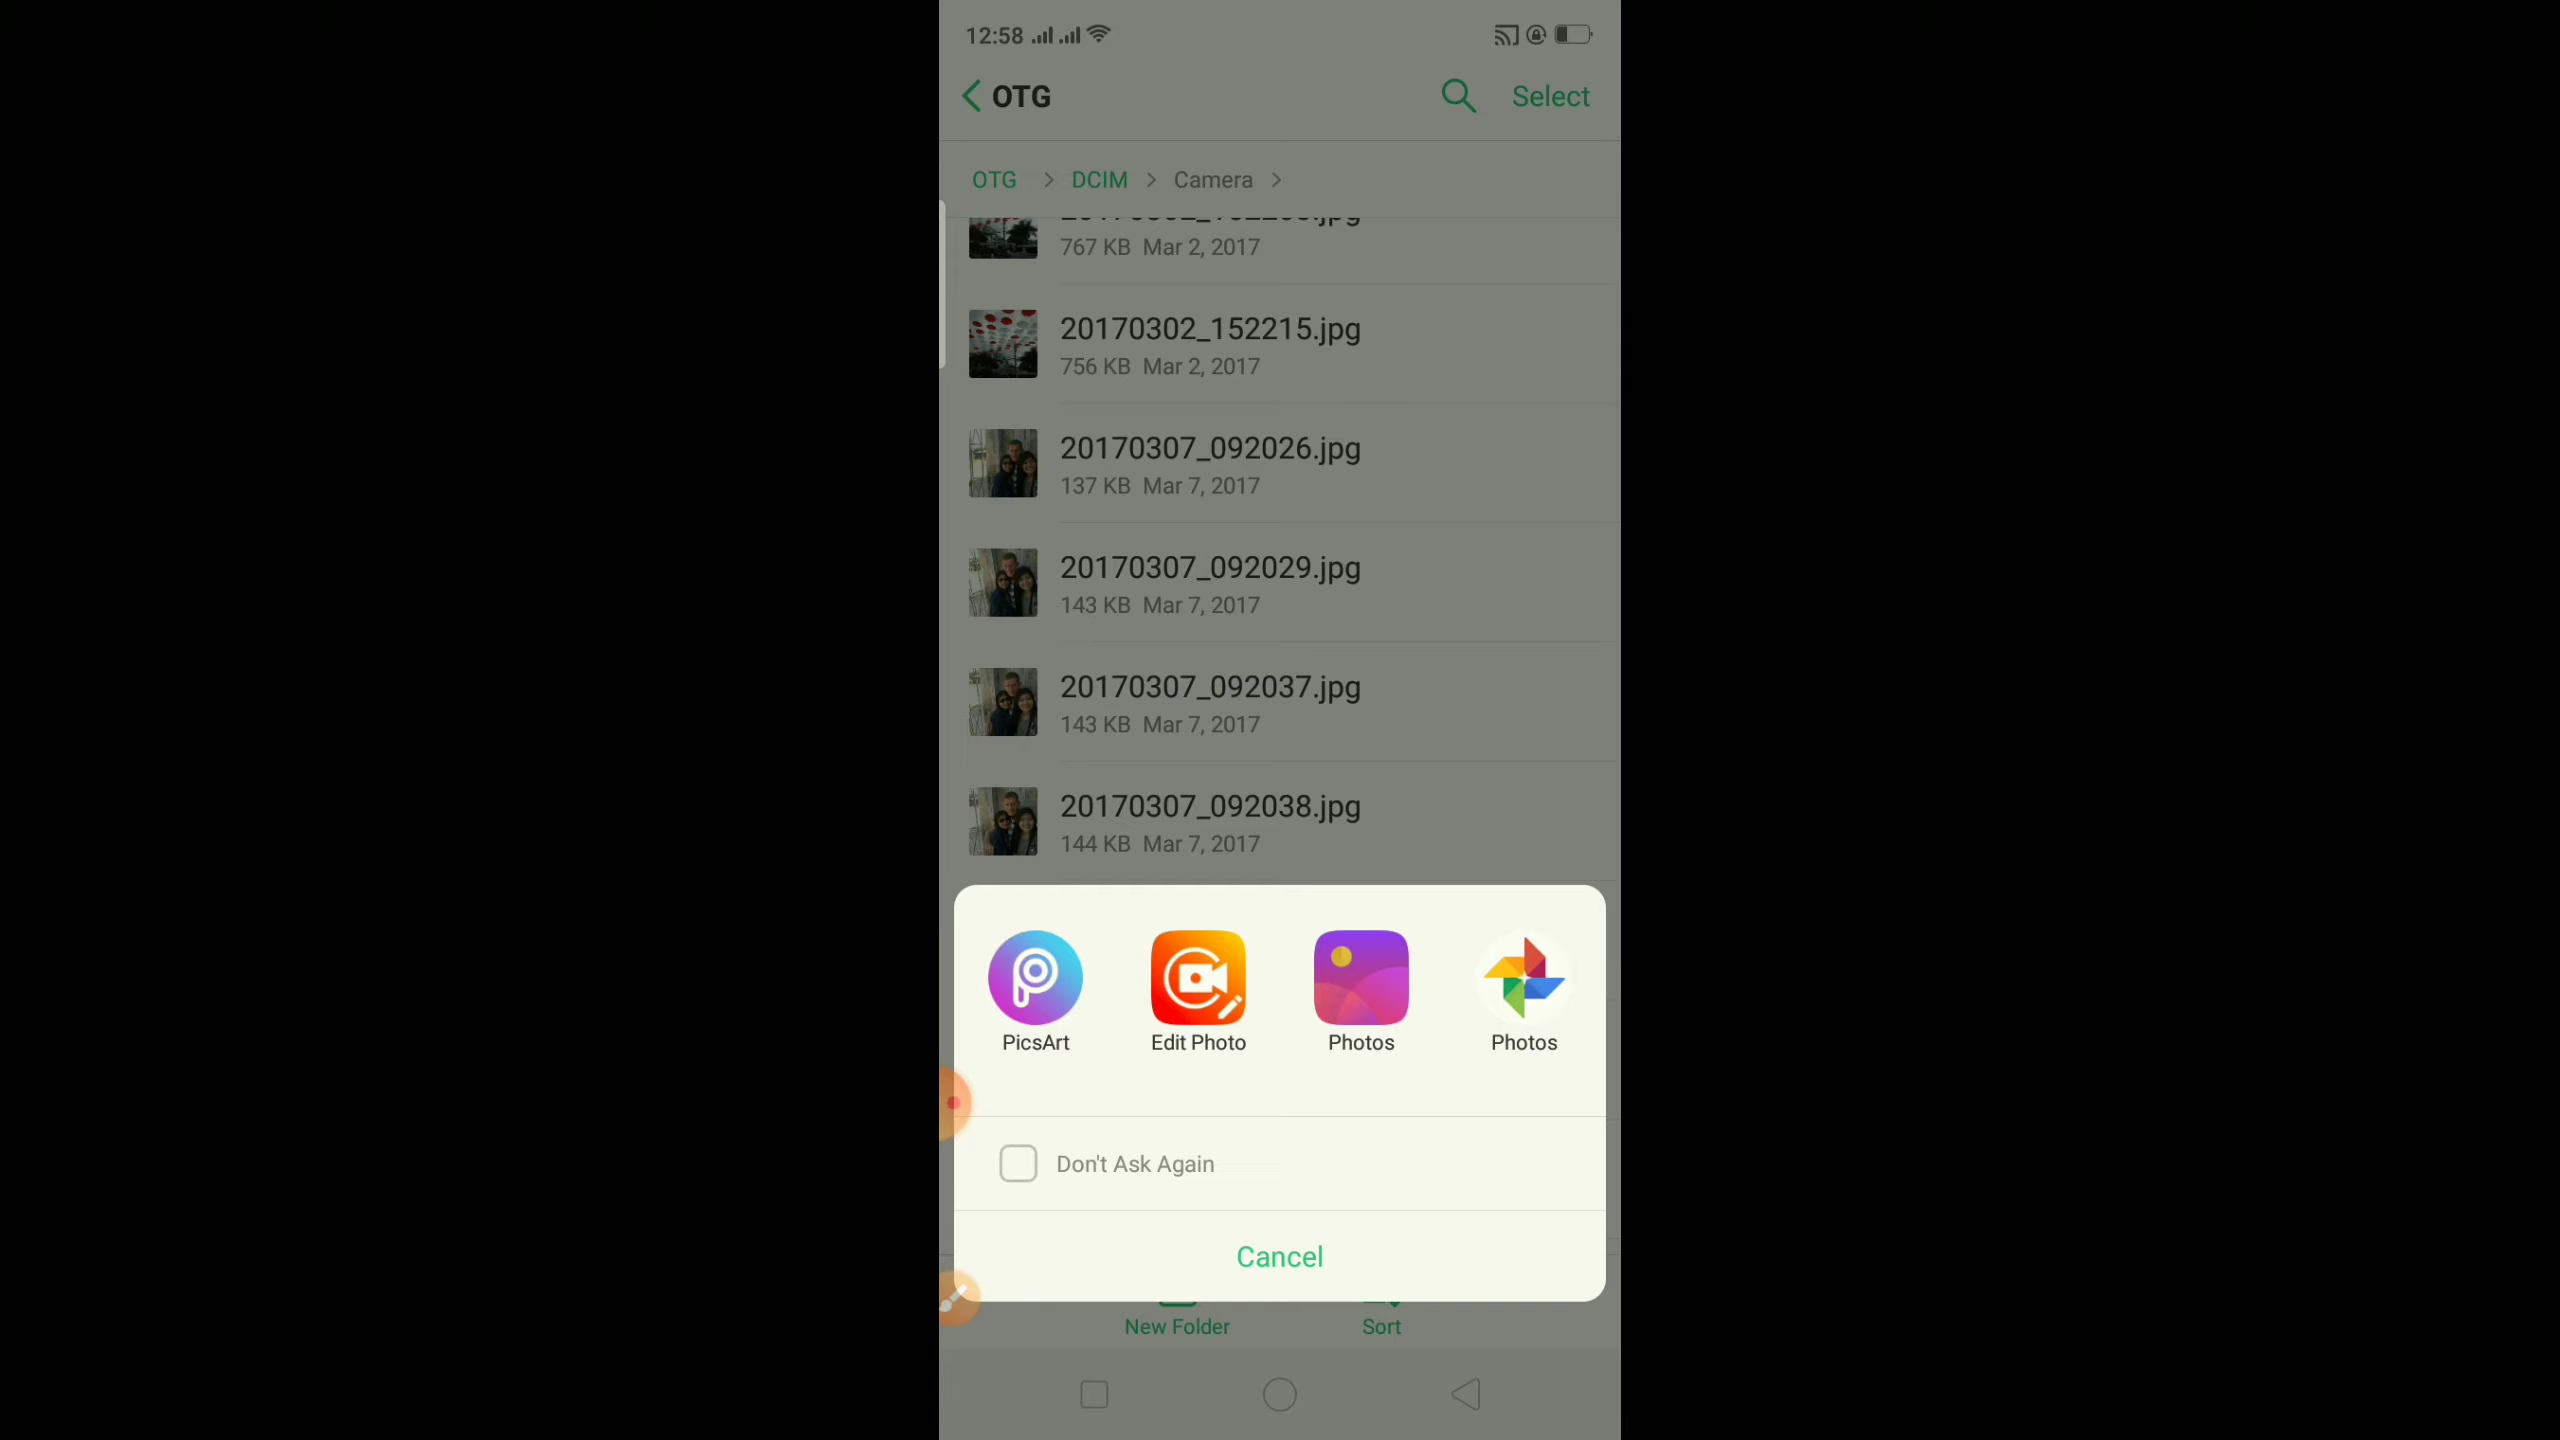 12:58
OTG
Select
OTG > DCIM > Camera >
767 KB Mar 2, 2017
20170302_152215.jpg
756 KB Mar 2, 2017
20170307_092026.jpg
137 KB Mar 7, 2017
20170307_092029.jpg
143 KB Mar 7, 2017
20170307_092037.jpg
143 KB Mar 7, 2017
20170307_092038.jpg
144 KB Mar 7, 2017
PicsArt
Edit Photo
Photos
Photos
Don't Ask Again
Cancel
New Folder
Sort